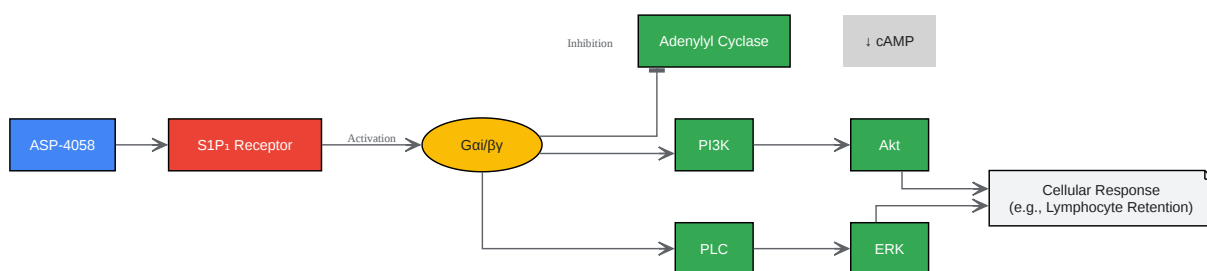 Inhibition
Adenylyl Cyclase
↓ cAMP
ASP-4058
S1P₁ Receptor
Activation
Gαi/βγ
PI3K
Akt
Cellular Response
(e.g., Lymphocyte Retention)
PLC
ERK